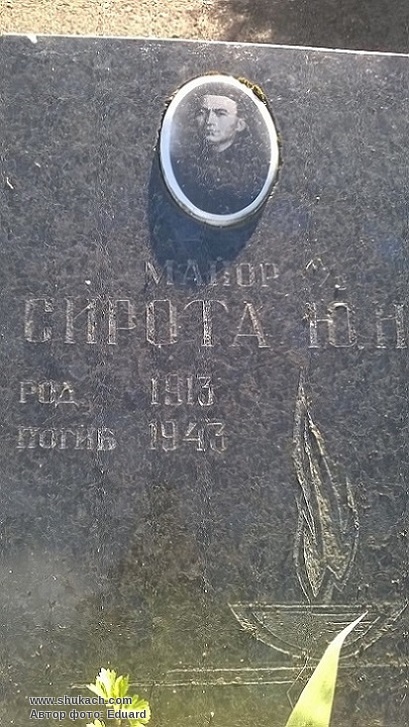 МАЙОР
СИРОТА Ю.Н
РОД. 1913
ПОГИБ 1943
www.shukach.com
Автор фото: Eduard